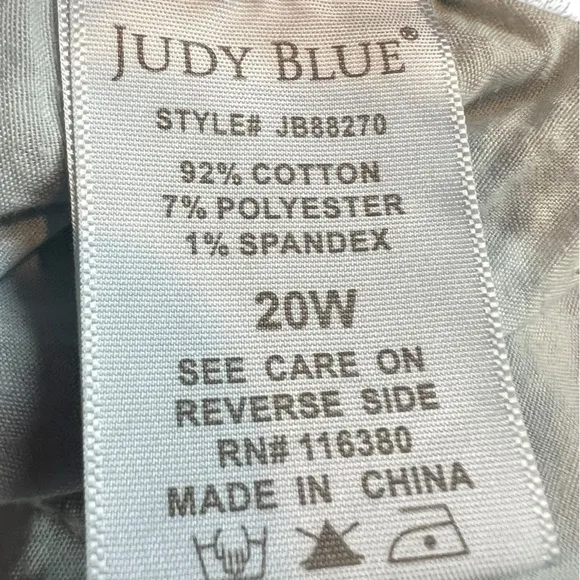 JUDY BLUE®
STYLE# JB88270
92% COTTON
7% POLYESTER
1% SPANDEX
20W
SEE CARE ON
REVERSE SIDE
RN# 116380
MADE IN CHINA